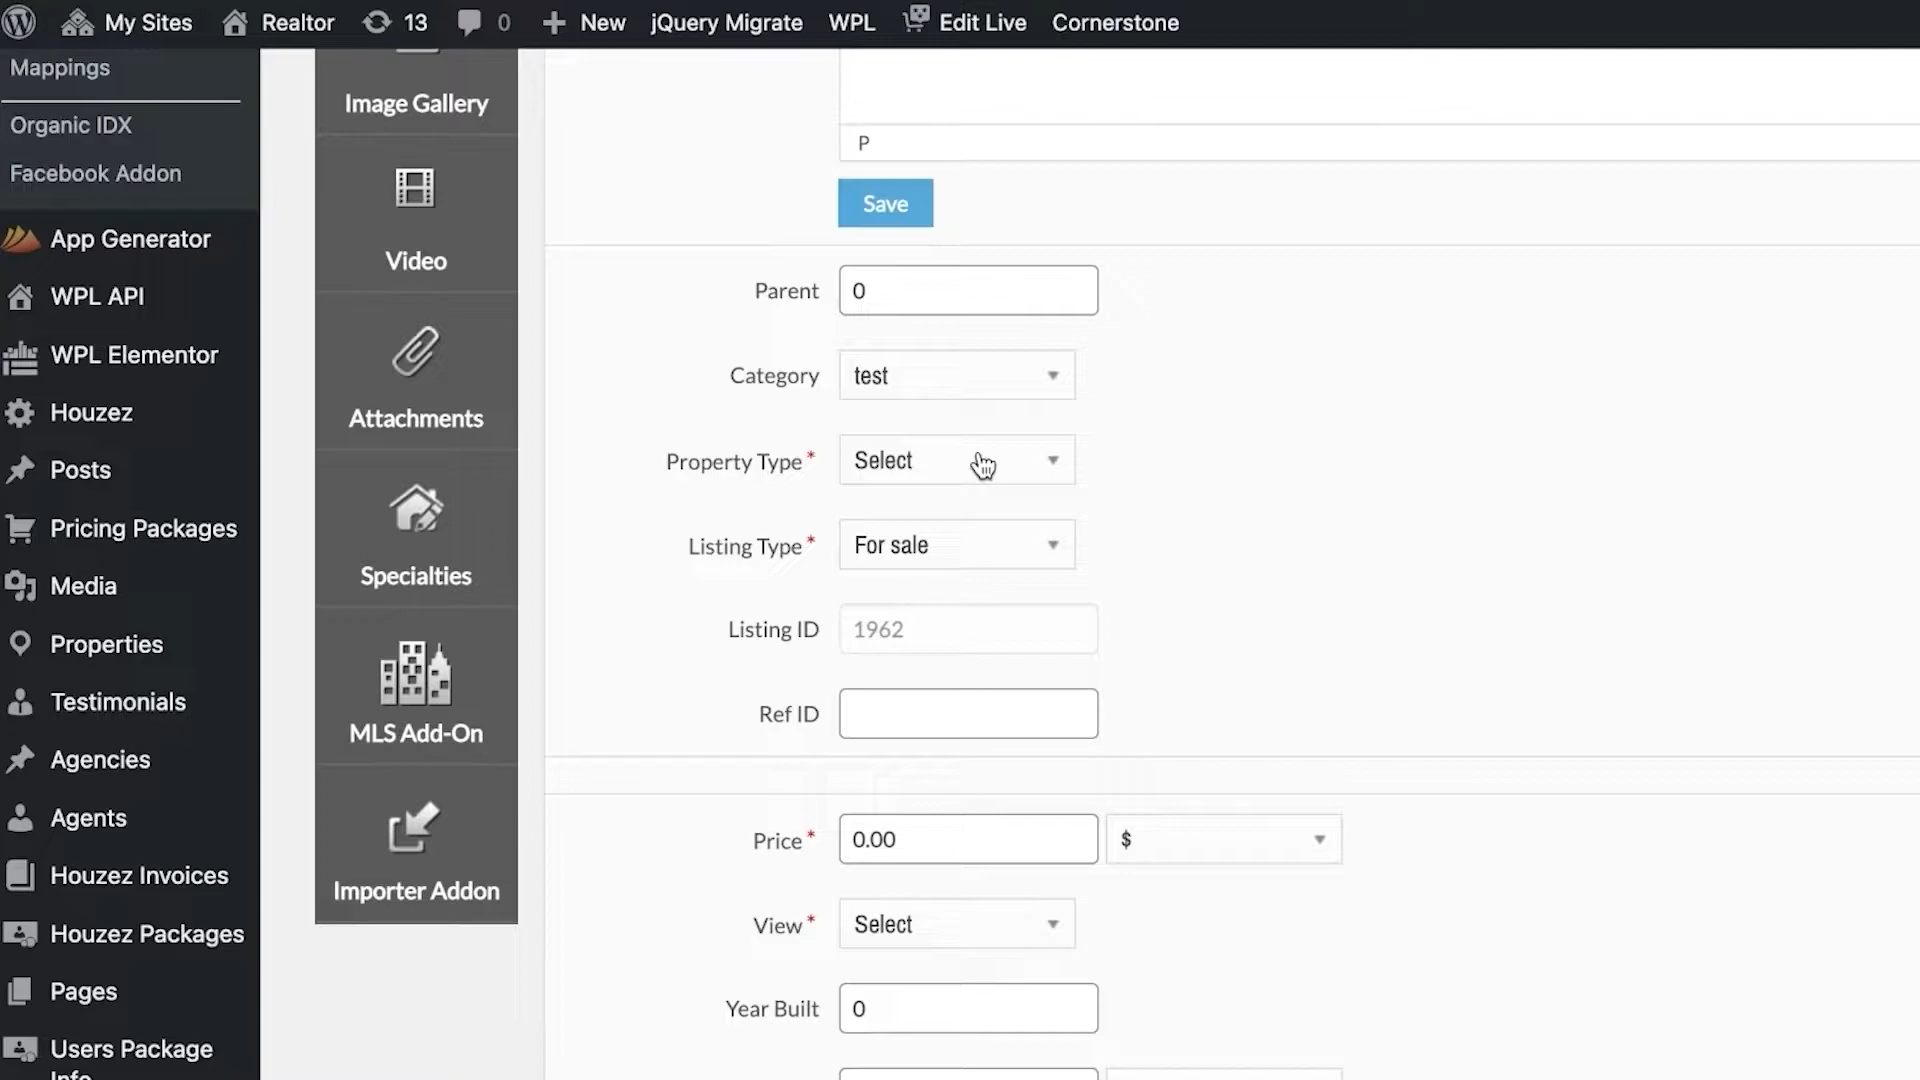 My Sites
Realtor
13
0
New
jQuery Migrate
WPL
Edit Live
Cornerstone
Mappings
Organic IDX
Facebook Addon
App Generator
WPL API
WPL Elementor
Houzez
Posts
Pricing Packages
Media
Properties
Testimonials
Agencies
Agents
Houzez Invoices
Houzez Packages
Pages
Users Package
Info
Image Gallery
Video
Attachments
Specialties
MLS Add-On
Importer Addon
P
Save
Parent 0
Category test
Property Type* Select
Listing Type* For sale
Listing ID 1962
Ref ID
Price* 0.00 $
View* Select
Year Built 0